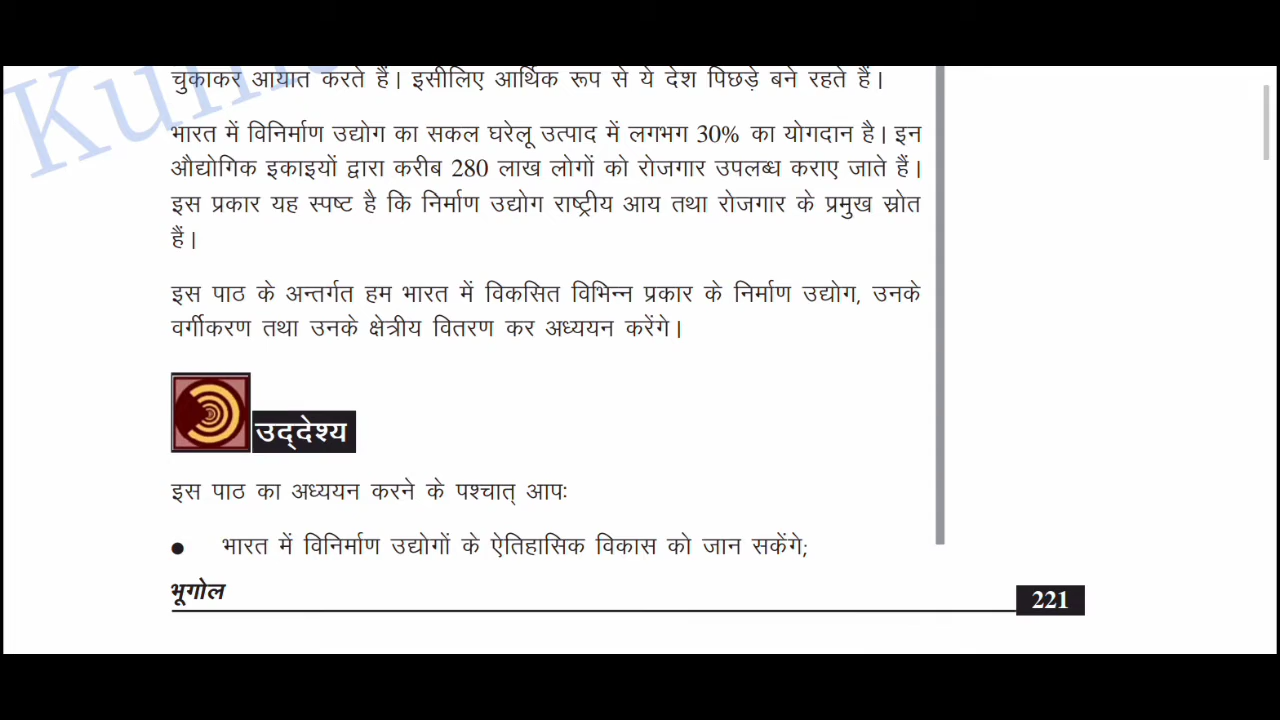 चुकाकर आयात करते हैं। इसीलिए आर्थिक रूप से ये देश पिछड़े बने रहते हैं।
भारत में विनिर्माण उद्योग का सकल घरेलू उत्पाद में लगभग 30% का योगदान है। इन
औद्योगिक इकाइयों द्वारा करीब 280 लाख लोगों को रोजगार उपलब्ध कराए जाते हैं।
इस प्रकार यह स्पष्ट है कि निर्माण उद्योग राष्ट्रीय आय तथा रोजगार के प्रमुख स्रोत
हैं।
इस पाठ के अन्तर्गत हम भारत में विकसित विभिन्न प्रकार के निर्माण उद्योग, उनके
वर्गीकरण तथा उनके क्षेत्रीय वितरण कर अध्ययन करेंगे।
उद्देश्य
इस पाठ का अध्ययन करने के पश्चात् आपः
● भारत में विनिर्माण उद्योगों के ऐतिहासिक विकास को जान सकेंगे;
भूगोल
221